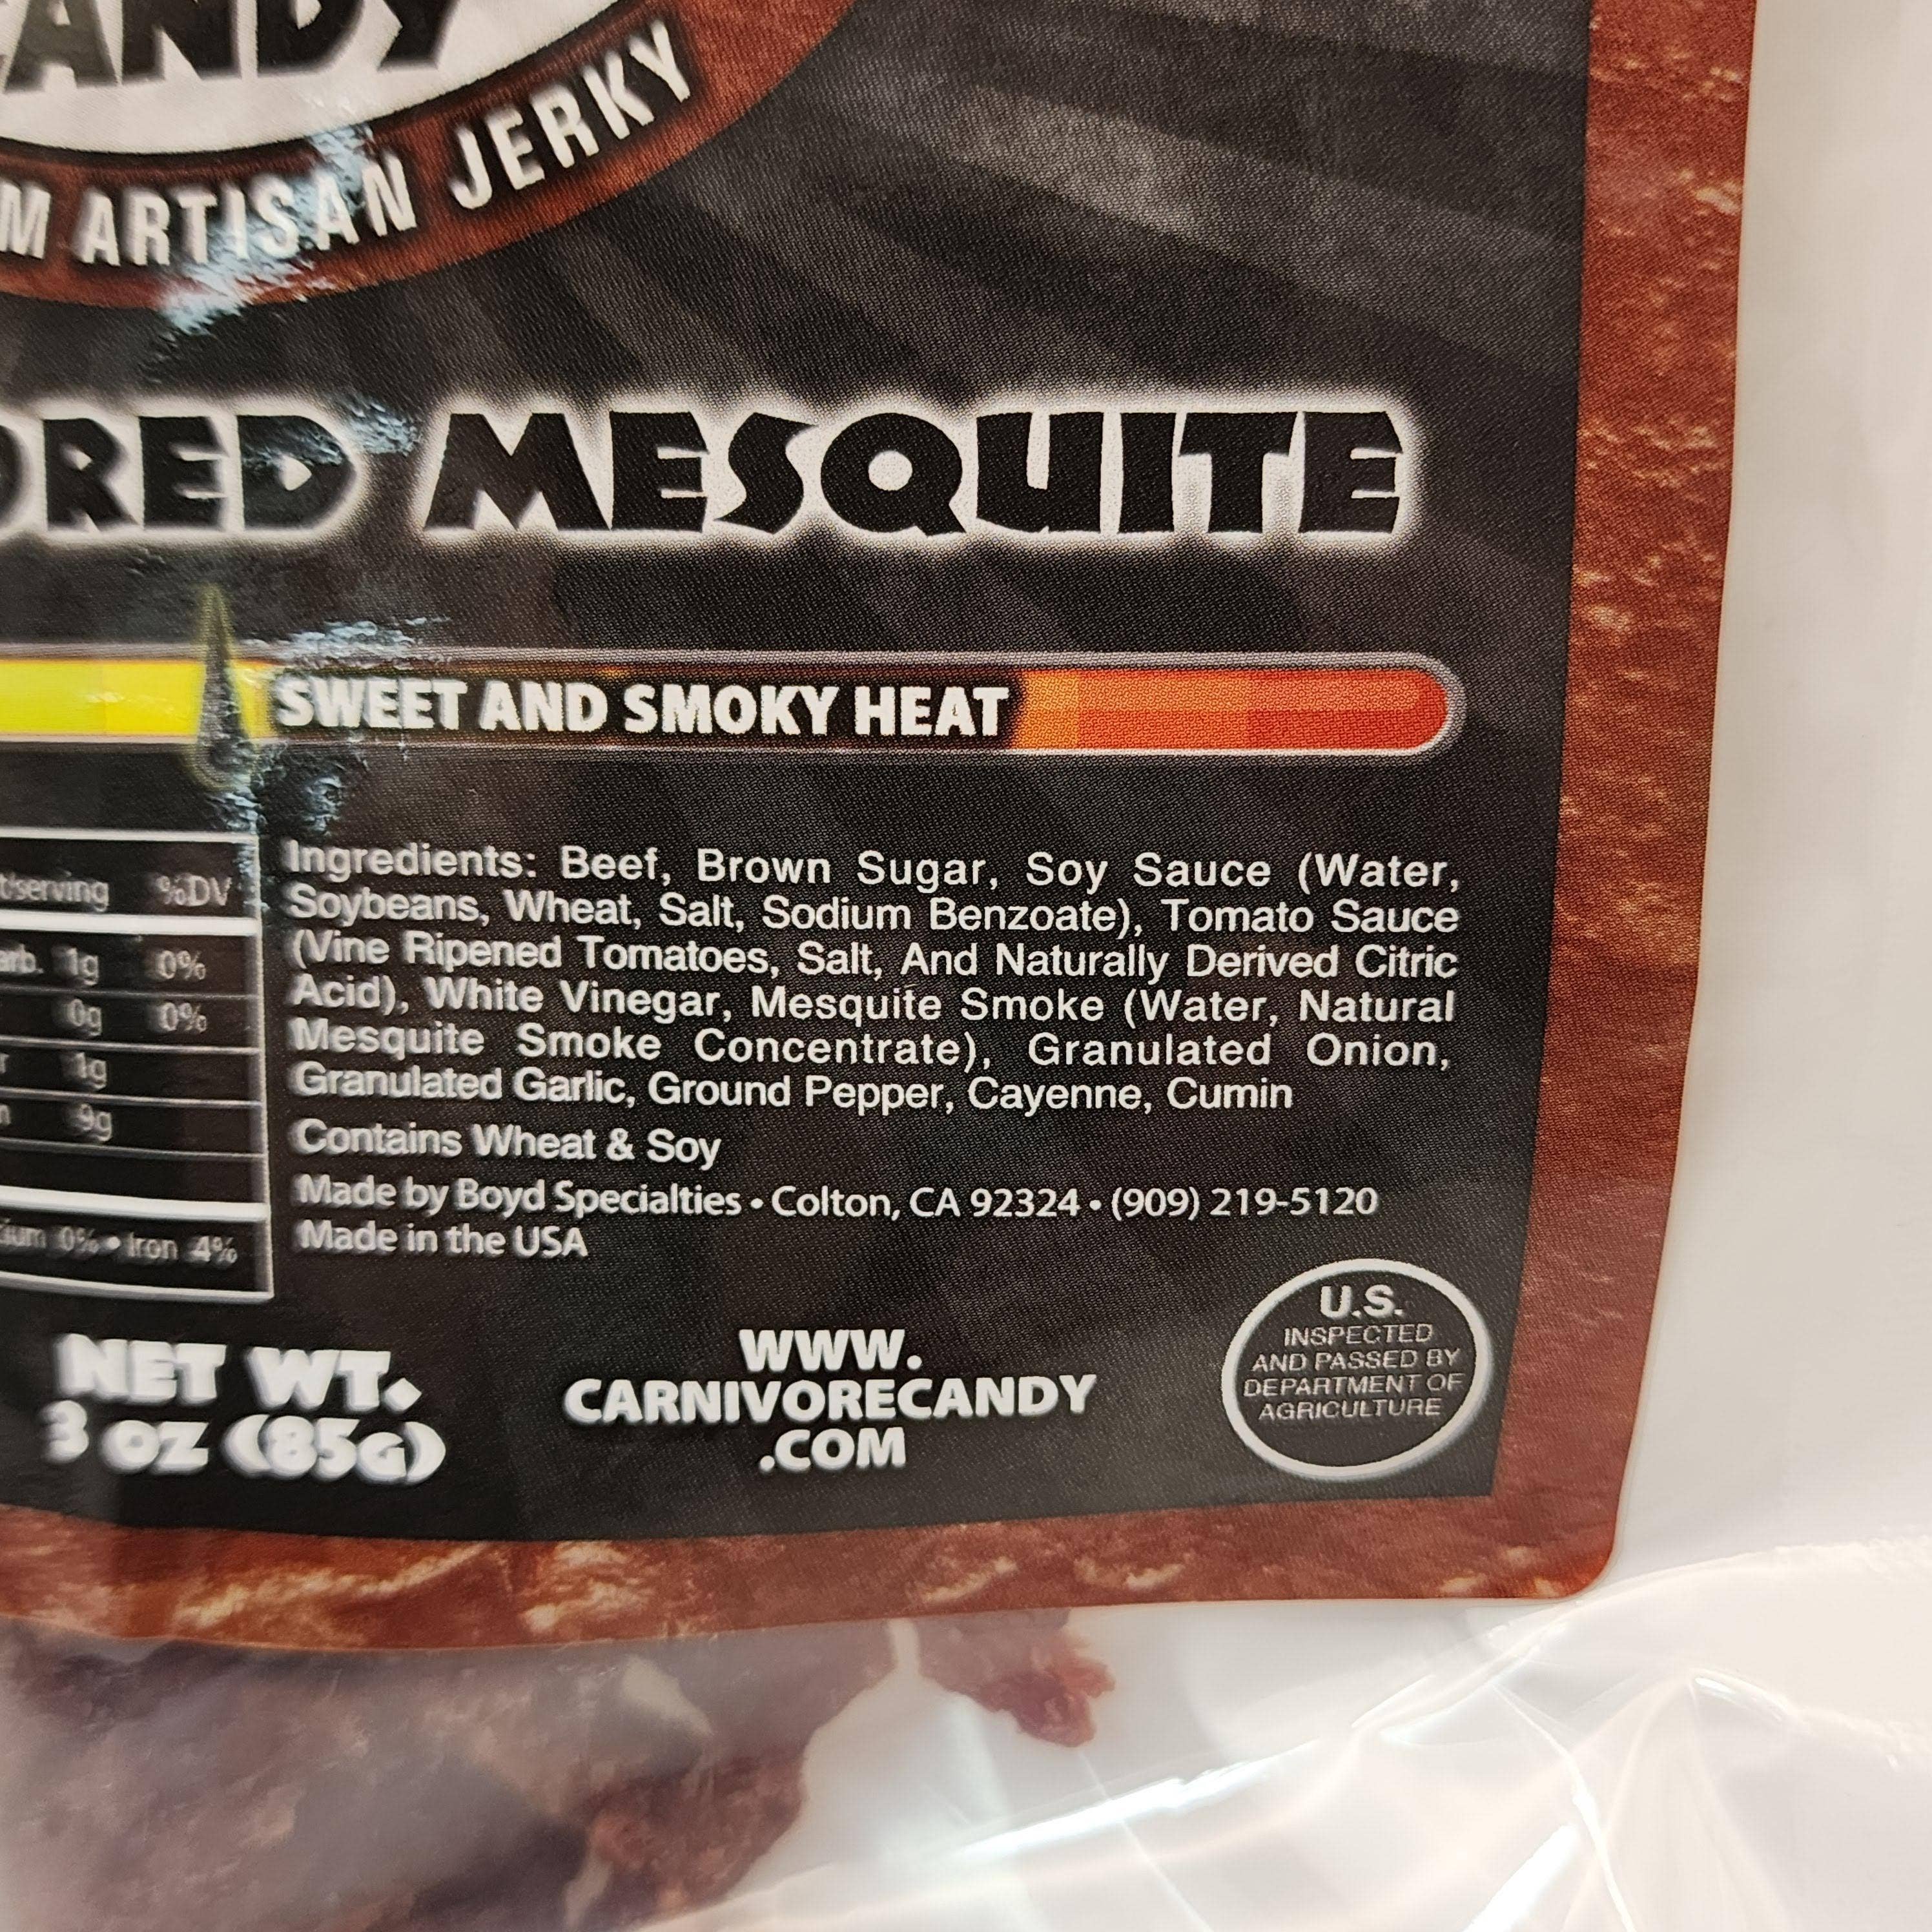 ANDY
M ARTISAN JERKY
ORED MESQUITE
SWEET AND SMOKY HEAT
t/serving %DV
arb. 1g 0%
0g 0%
r 1g
n 9g
cium 0% • Iron 4%
Ingredients: Beef, Brown Sugar, Soy Sauce (Water,
Soybeans, Wheat, Salt, Sodium Benzoate), Tomato Sauce
(Vine Ripened Tomatoes, Salt, And Naturally Derived Citric
Acid), White Vinegar, Mesquite Smoke (Water, Natural
Mesquite Smoke Concentrate), Granulated Onion,
Granulated Garlic, Ground Pepper, Cayenne, Cumin
Contains Wheat & Soy
Made by Boyd Specialties • Colton, CA 92324 • (909) 219-5120
Made in the USA
NET WT.
3 OZ (85G)
WWW.
CARNIVORECANDY
.COM
U.S.
INSPECTED
AND PASSED BY
DEPARTMENT OF
AGRICULTURE